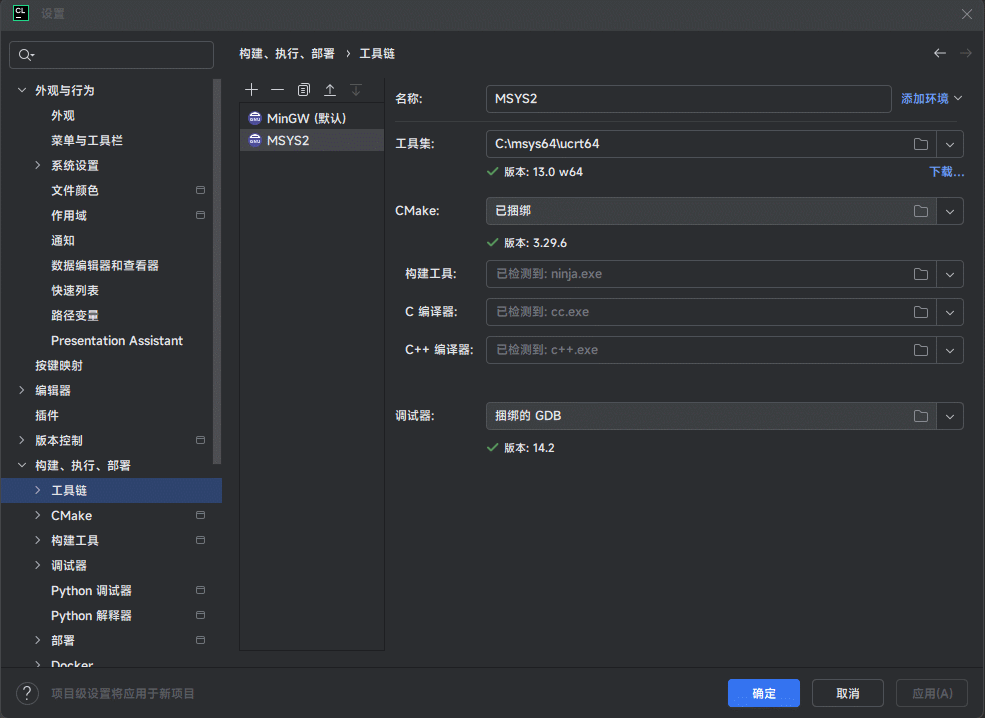 CL 设置
构建、执行、部署 › 工具链
外观与行为
外观
菜单与工具栏
系统设置
文件颜色
作用域
通知
数据编辑器和查看器
快速列表
路径变量
Presentation Assistant
按键映射
编辑器
插件
版本控制
构建、执行、部署
工具链
CMake
构建工具
调试器
Python 调试器
Python 解释器
部署
Docker
MinGW (默认)
MSYS2
名称: MSYS2 添加环境
工具集: C:\msys64\ucrt64
版本: 13.0 w64 下载...
CMake: 已捆绑
版本: 3.29.6
构建工具: 已检测到: ninja.exe
C 编译器: 已检测到: cc.exe
C++ 编译器: 已检测到: c++.exe
调试器: 捆绑的 GDB
版本: 14.2
? 项目级设置将应用于新项目
确定 取消 应用(A)